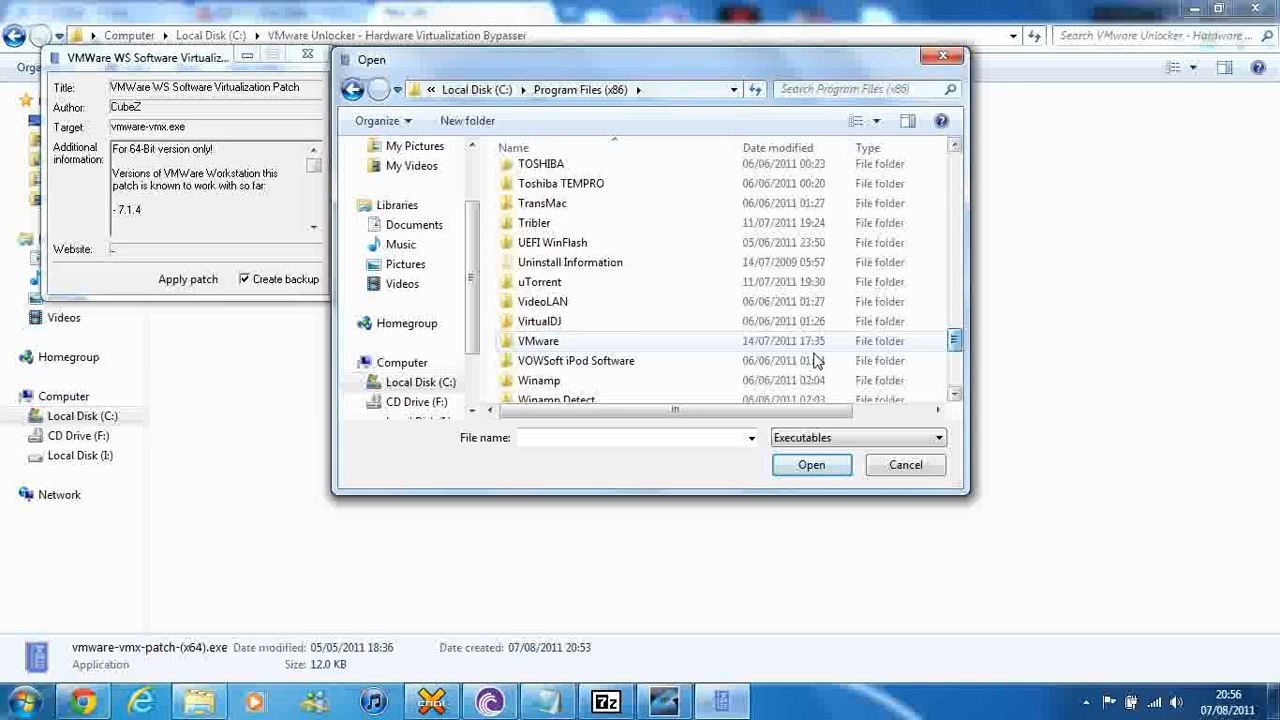 Computer Local Disk (C:) VMware Unlocker - Hardware Virtualization Bypasser
Search VMware Unlocker - Hardware ...
VMWare WS Software Virtualiz...
Title: VMWare WS Software Virtualization Patch
Author: CubeZ
Target: vmware-vmx.exe
Additional information:
For 64-Bit version only!
Versions of VMWare Workstation this
patch is known to work with so far:
- 7.1.4
Website:
Apply patch
Create backup
Open
« Local Disk (C:) Program Files (x86)
Search Program Files (x86)
Organize New folder
My Pictures
My Videos
Libraries
Documents
Music
Pictures
Videos
Homegroup
Computer
Local Disk (C:)
CD Drive (F:)
Name Date modified Type
TOSHIBA 06/06/2011 00:23 File folder
Toshiba TEMPRO 06/06/2011 00:20 File folder
TransMac 06/06/2011 01:27 File folder
Tribler 11/07/2011 19:24 File folder
UEFI WinFlash 05/06/2011 23:50 File folder
Uninstall Information 14/07/2009 05:57 File folder
uTorrent 11/07/2011 19:30 File folder
VideoLAN 06/06/2011 01:27 File folder
VirtualDJ 06/06/2011 01:26 File folder
VMware 14/07/2011 17:35 File folder
VOWSoft iPod Software 06/06/2011 File folder
Winamp 06/06/2011 02:04 File folder
Winamp Detect 06/06/2011 02:03 File folder
File name:
Executables
Open
Cancel
Videos
Homegroup
Computer
Local Disk (C:)
CD Drive (F:)
Local Disk (I:)
Network
vmware-vmx-patch-(x64).exe Date modified: 05/05/2011 18:36 Date created: 07/08/2011 20:53
Application Size: 12.0 KB
20:56
07/08/2011